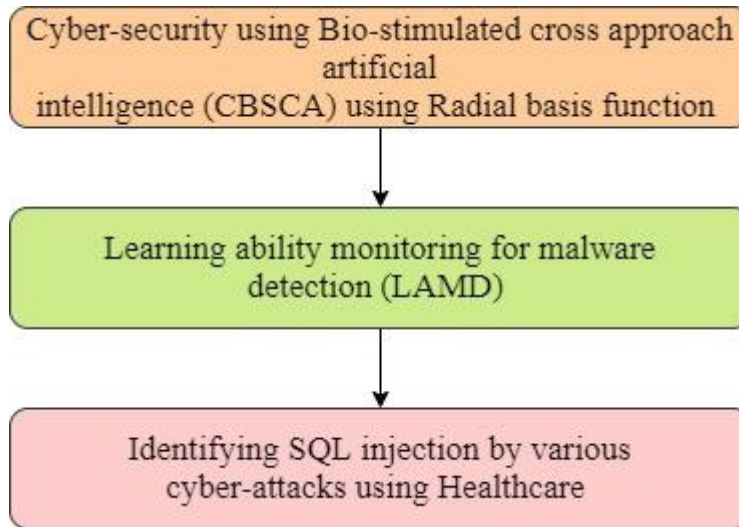 Cyber-security using Bio-stimulated cross approach
artificial
intelligence (CBSCA) using Radial basis function
Learning ability monitoring for malware
detection (LAMD)
Identifying SQL injection by various
cyber-attacks using Healthcare